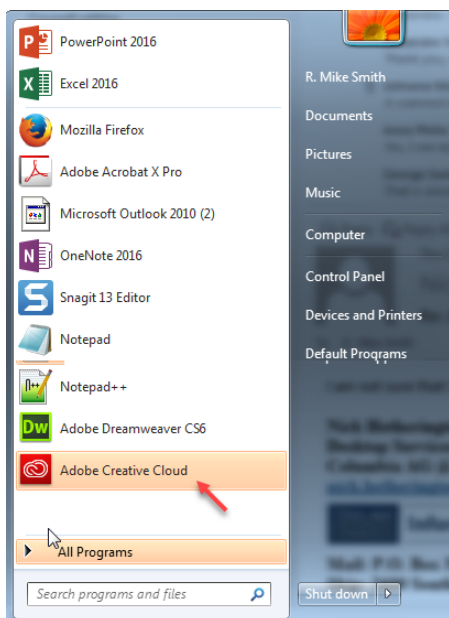 PowerPoint 2016
Excel 2016
Mozilla Firefox
Adobe Acrobat X Pro
Microsoft Outlook 2010 (2)
OneNote 2016
Snagit 13 Editor
Notepad
Notepad++
Dw Adobe Dreamweaver CS6
Adobe Creative Cloud
All Programs
Search programs and files
R. Mike Smith
Documents
Pictures
Music
Computer
Control Panel
Devices and Printers
Default Programs
Shut down